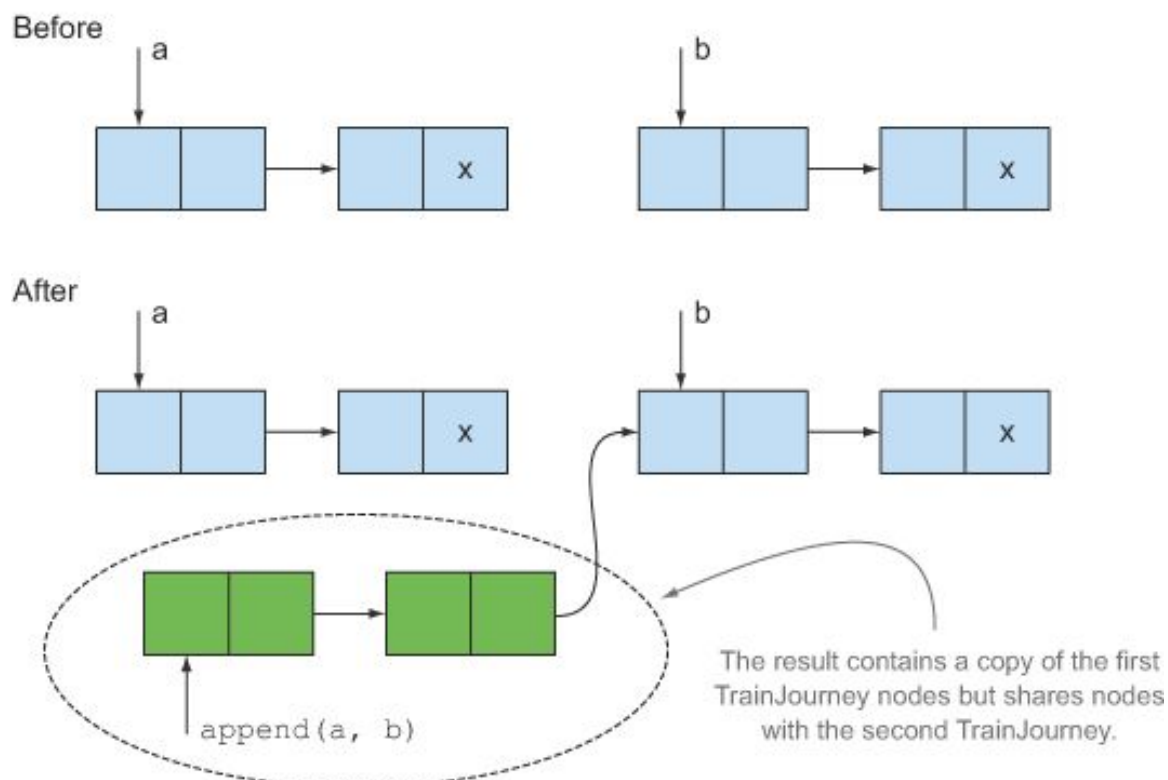 Before
a
b
x
x
After
a
b
x
x
append(a, b)
The result contains a copy of the first
TrainJourney nodes but shares nodes
with the second TrainJourney.